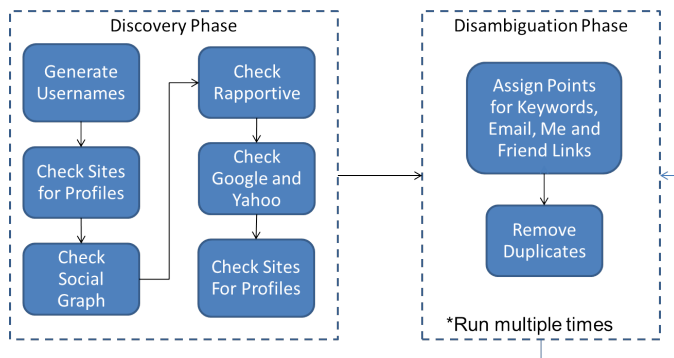 Discovery Phase
Generate
Usernames
Check Sites
for Profiles
Check
Social
Graph
Check
Rapportive
Check
Google and
Yahoo
Check Sites
For Profiles
Disambiguation Phase
Assign Points
for Keywords,
Email, Me and
Friend Links
Remove
Duplicates
*Run multiple times